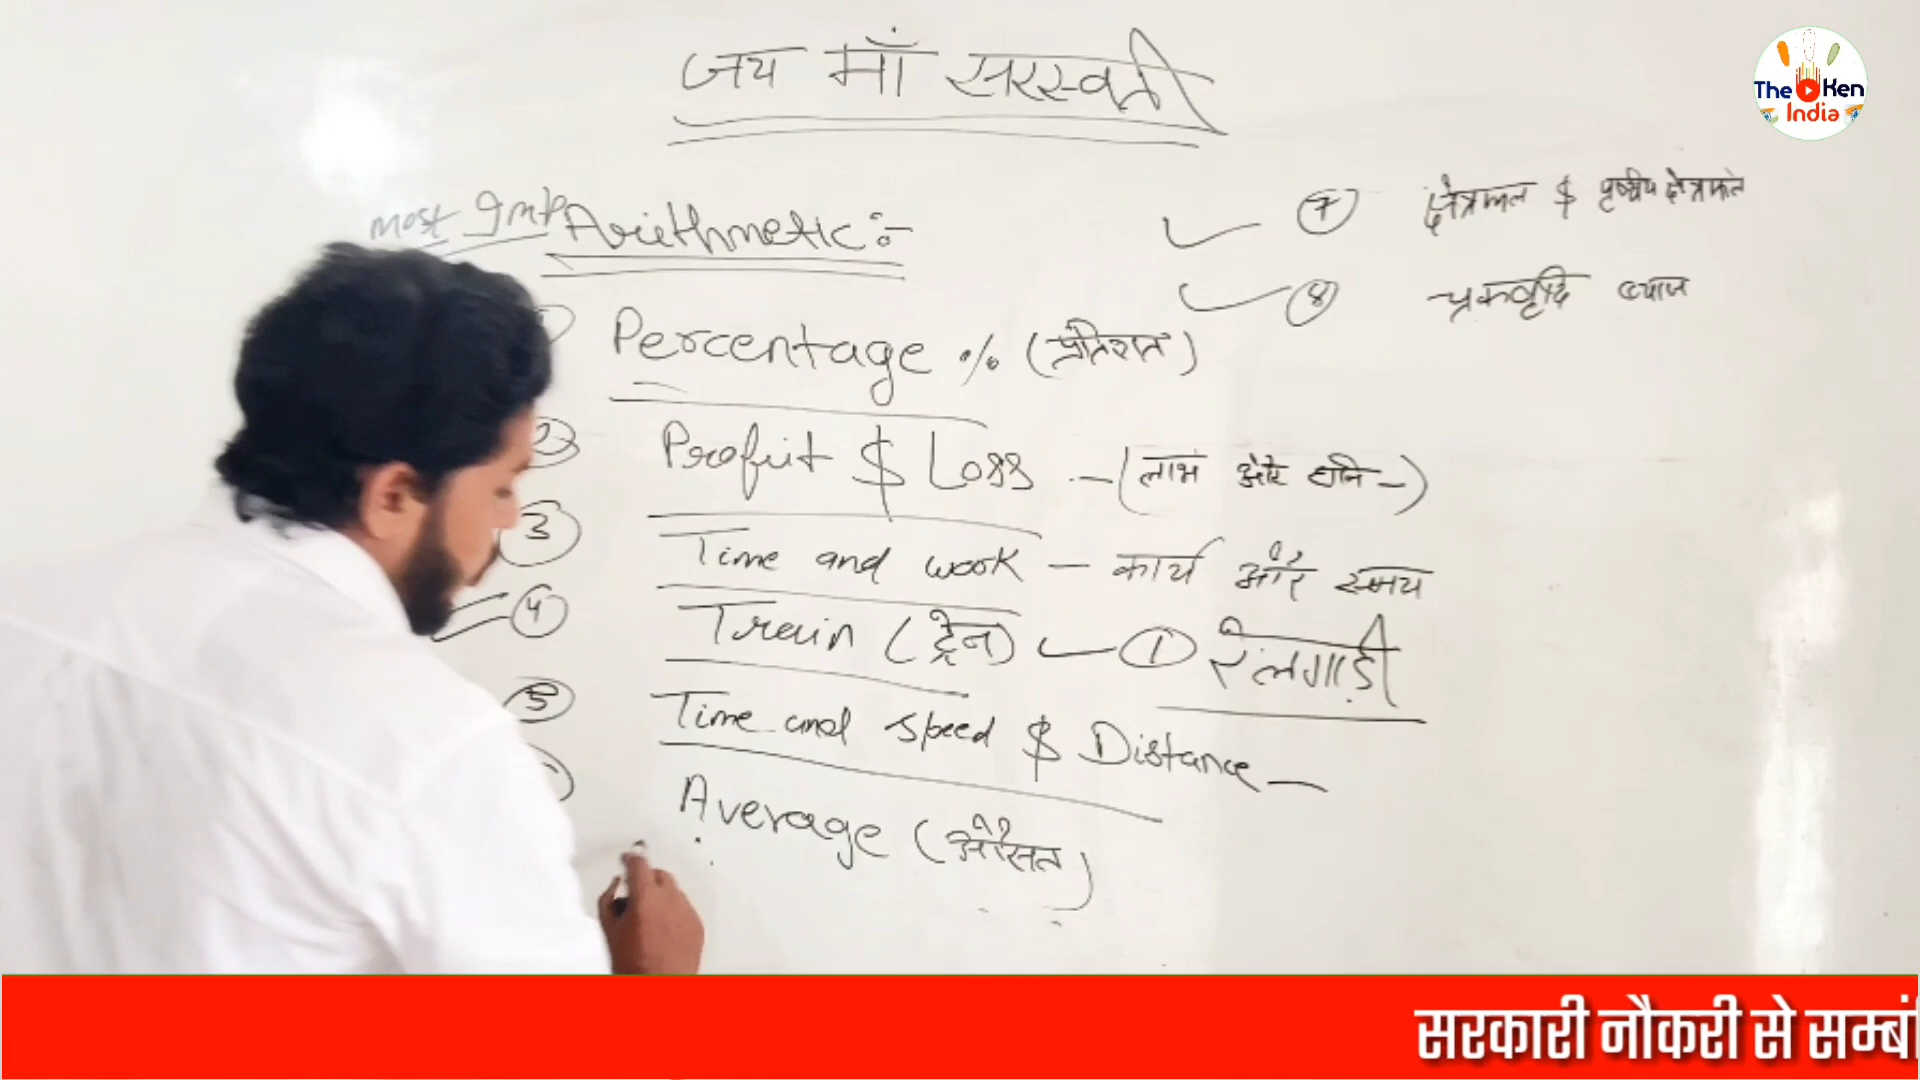 जय माँ सरस्वती
The Ken India
Most Imp Arithmetic :-
Percentage % (प्रतिशत)
② Profit $ Loss - (लाभ और हानि -)
③ Time and work - कार्य और समय
④ Train (ट्रेन) ① रेलगाड़ी
⑤ Time and speed $ Distance -
Average (औसत)
⑦ क्षेत्रफल $ पृष्ठीय क्षेत्रफल
⑧ चक्रवृद्धि ब्याज
सरकारी नौकरी से सम्बं